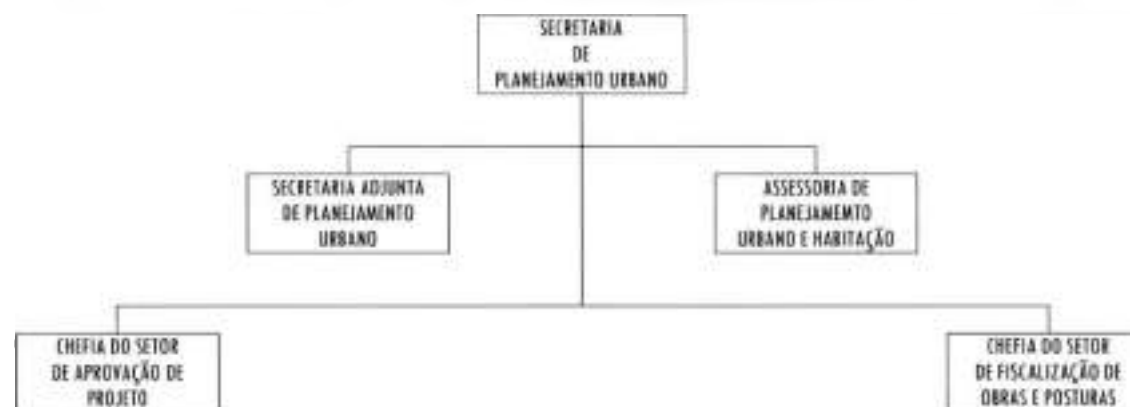 SECRETARIA
DE
PLANEJAMENTO URBANO
SECRETARIA ADJUNTA
DE PLANEJAMENTO
URBANO
ASSESSORIA DE
PLANEJAMEMTO
URBANO E HABITAÇÃO
CHEFIA DO SETOR
DE APROVAÇÃO DE
PROJETO
CHEFIA DO SETOR
DE FISCALIZAÇÃO DE
OBRAS E POSTURAS